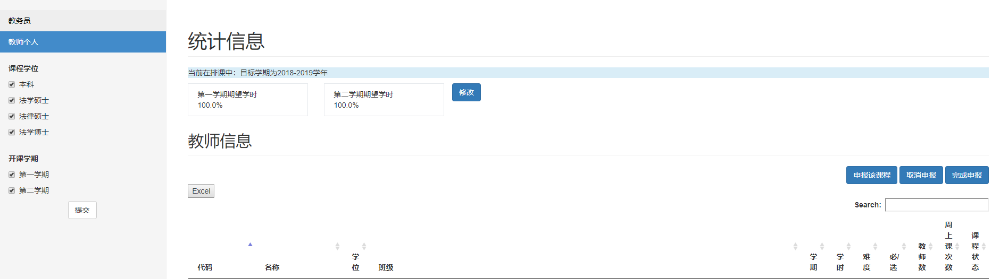 教务员
教师个人
课程学位
本科
法学硕士
法律硕士
法学博士
开课学期
第一学期
第二学期
提交
统计信息
当前在排课中：目标学期为2018-2019学年
第一学期期望学时
100.0%
第二学期期望学时
100.0%
修改
教师信息
申报该课程 取消申报 完成申报
Excel
Search:
代码 名称 学位 班级 学期 学时 难度 必/选 教师数 周上课次数 课程状态